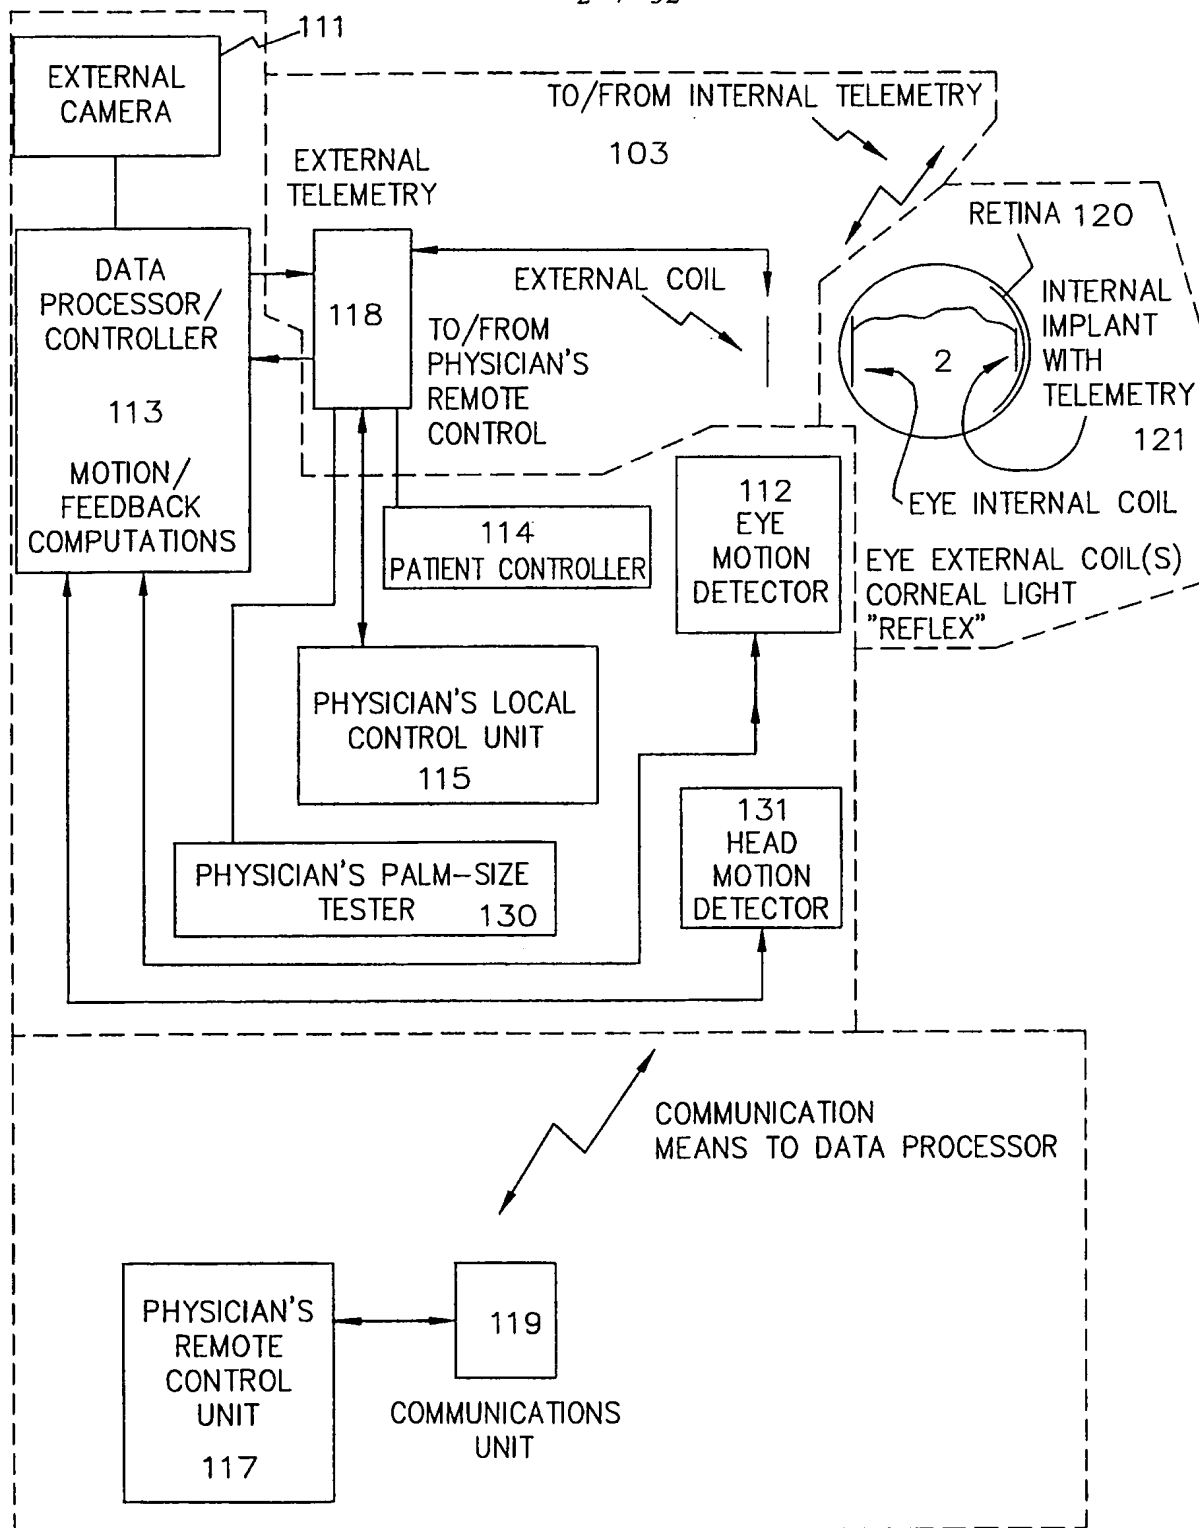 111
EXTERNAL
CAMERA
TO/FROM INTERNAL TELEMETRY
103
EXTERNAL
TELEMETRY
RETINA 120
DATA
PROCESSOR/
CONTROLLER
113
MOTION/
FEEDBACK
COMPUTATIONS
118
EXTERNAL COIL
TO/FROM
PHYSICIAN'S
REMOTE
CONTROL
2
INTERNAL
IMPLANT
WITH
TELEMETRY
121
EYE INTERNAL COIL
EYE EXTERNAL COIL(S)
CORNEAL LIGHT
"REFLEX"
112
EYE
MOTION
DETECTOR
114
PATIENT CONTROLLER
PHYSICIAN'S LOCAL
CONTROL UNIT
115
131
HEAD
MOTION
DETECTOR
PHYSICIAN'S PALM-SIZE
TESTER
130
COMMUNICATION
MEANS TO DATA PROCESSOR
PHYSICIAN'S
REMOTE
CONTROL
UNIT
117
119
COMMUNICATIONS
UNIT